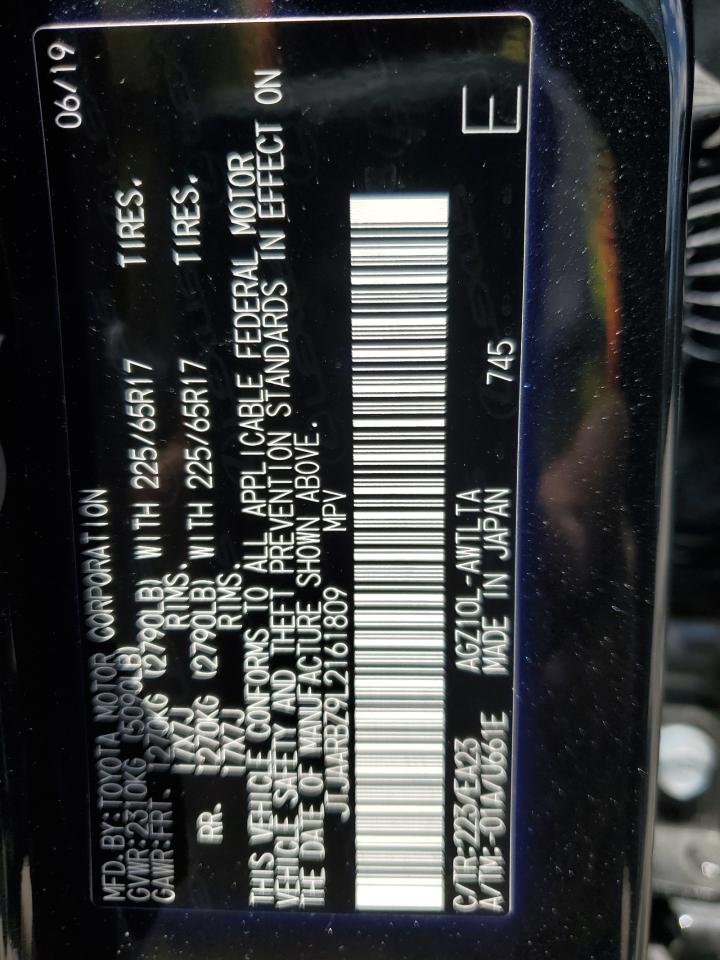 MFD. BY: TOYOTA MOTOR CORPORATION 06/19
GVWR: 2310KG (5090LB)
GAWR: FRT. 1270KG (2790LB) WITH 225/65R17 TIRES.
17X7J RIMS.
RR. 1270KG (2790LB) WITH 225/65R17 TIRES.
17X7J RIMS.
THIS VEHICLE CONFORMS TO ALL APPLICABLE FEDERAL MOTOR
VEHICLE SAFETY AND THEFT PREVENTION STANDARDS IN EFFECT ON
THE DATE OF MANUFACTURE SHOWN ABOVE.
JTJAARBZ9L2161809 MPV
C/TR:223/EA23 AGZ10L-AWTLTA
A/TM:-01A/U661E MADE IN JAPAN 745 E